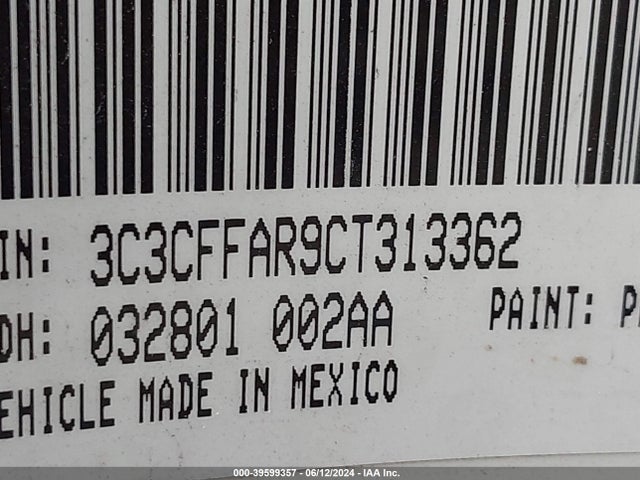 IN: 3C3CFFAR9CT313362
DH: 032801 002AA PAINT: P
EHICLE MADE IN MEXICO
000-39599357 - 06/12/2024 - IAA Inc.